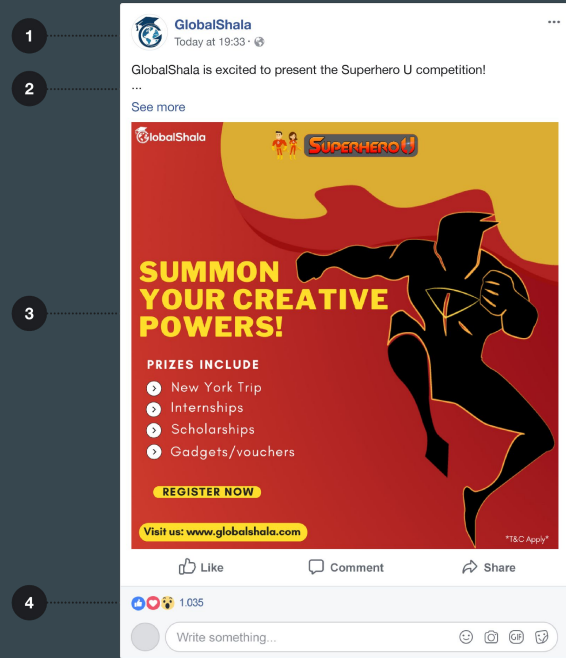 1
GlobalShala
Today at 19:33 ·
2
GlobalShala is excited to present the Superhero U competition!
...
See more
GlobalShala
SUPERHERO U
3
SUMMON
YOUR CREATIVE
POWERS!
PRIZES INCLUDE
New York Trip
Internships
Scholarships
Gadgets/vouchers
REGISTER NOW
Visit us: www.globalshala.com
*T&C Apply*
Like
Comment
Share
4
1.035
Write something...
GIF